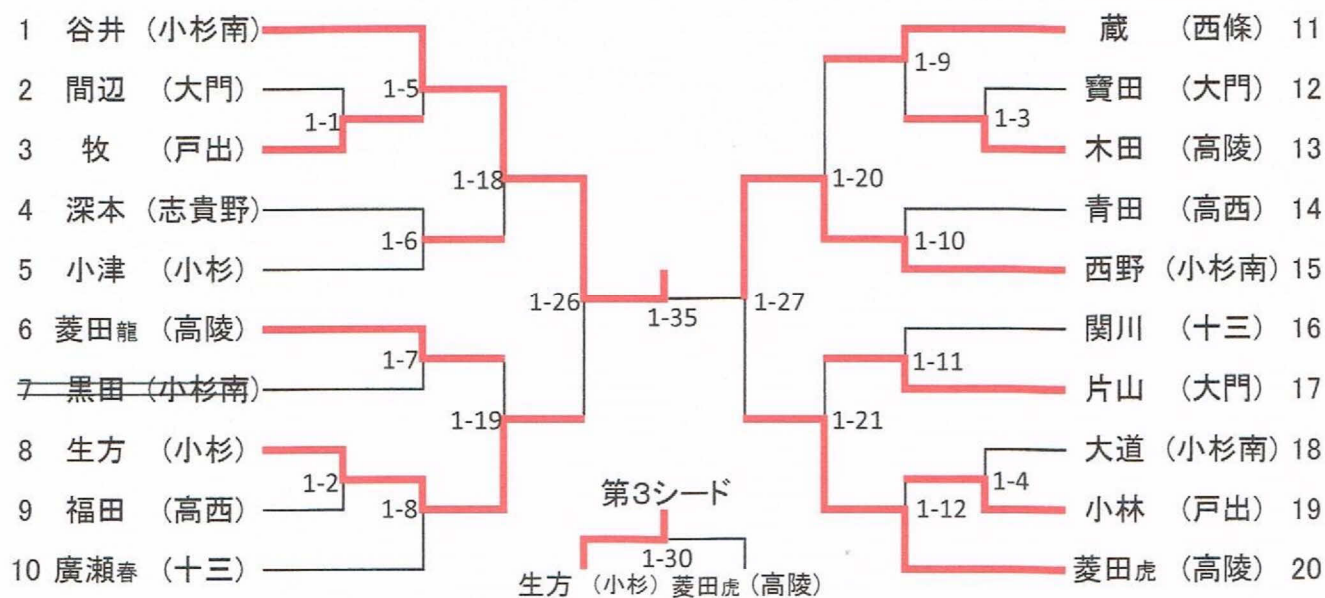 1 谷井 (小杉南)
2 間辺 (大門)
3 牧 (戸出)
4 深本 (志貴野)
5 小津 (小杉)
6 菱田龍 (高陵)
7 黒田 (小杉南)
8 生方 (小杉)
9 福田 (高西)
10 廣瀬春 (十三)
1-1
1-2
1-5
1-6
1-7
1-8
1-18
1-19
1-26
1-35
1-27
1-20
1-21
1-9
1-10
1-11
1-12
1-3
1-4
蔵 (西條) 11
寶田 (大門) 12
木田 (高陵) 13
青田 (高西) 14
西野 (小杉南) 15
関川 (十三) 16
片山 (大門) 17
大道 (小杉南) 18
小林 (戸出) 19
菱田虎 (高陵) 20
第3シード
1-30
生方 (小杉) 菱田虎 (高陵)